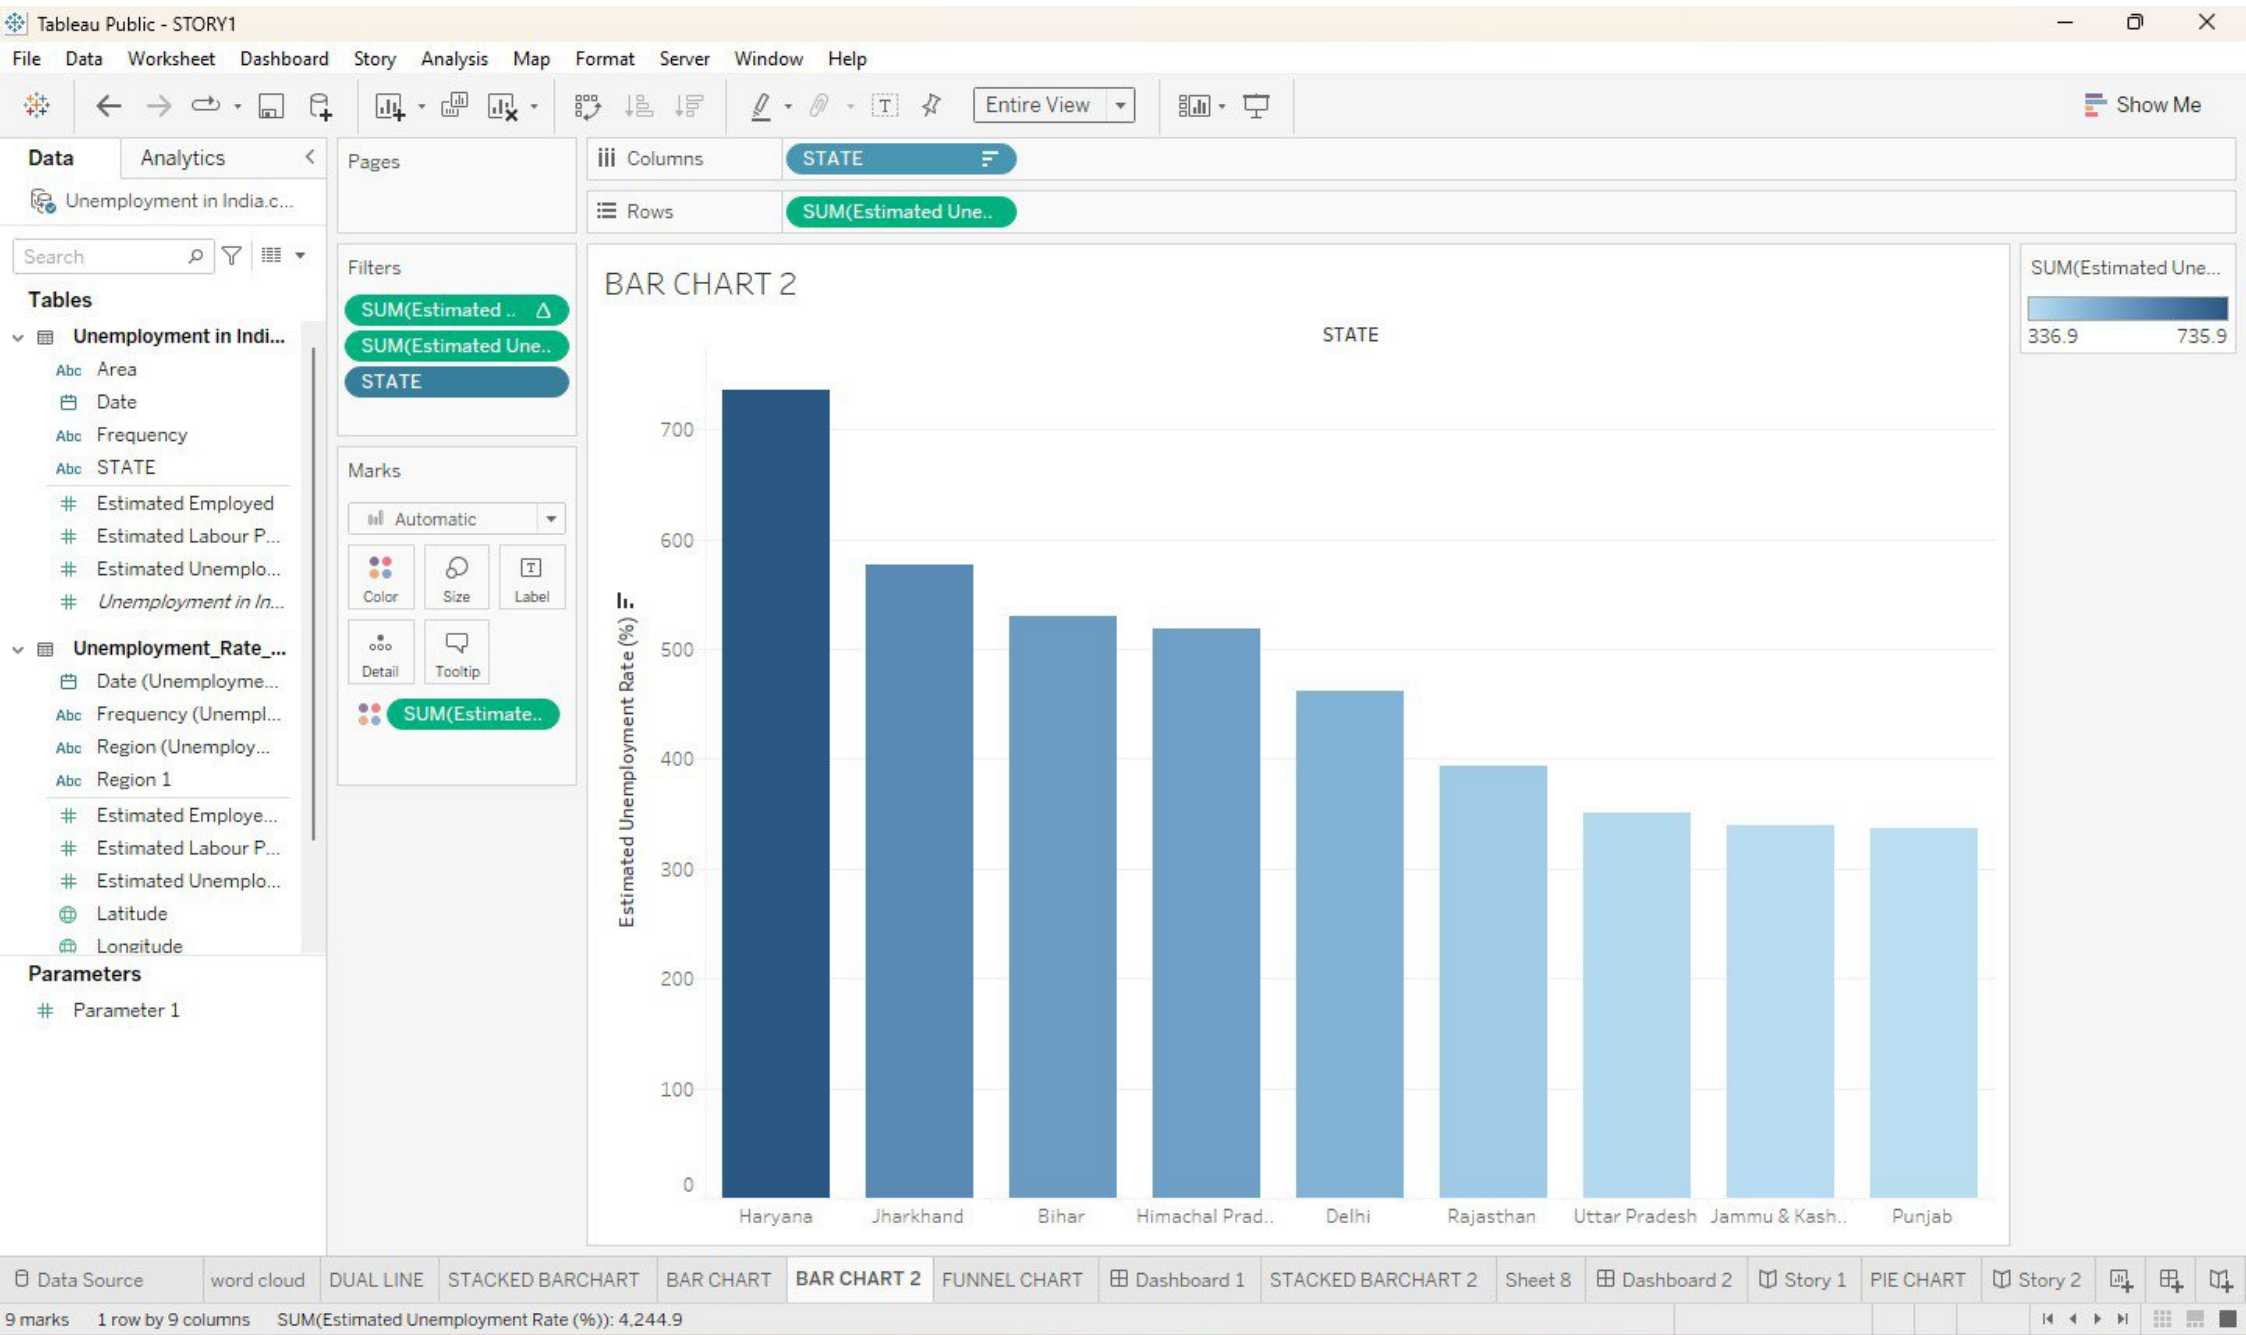 Tableau Public - STORY1
File Data Worksheet Dashboard Story Analysis Map Format Server Window Help
Entire View
Show Me
Data Analytics
Unemployment in India.c...
Search
Tables
Unemployment in Indi...
Abc Area
Date
Abc Frequency
Abc STATE
# Estimated Employed
# Estimated Labour P...
# Estimated Unemplo...
# Unemployment in In...
Unemployment_Rate_...
Date (Unemployme...
Abc Frequency (Unempl...
Abc Region (Unemploy...
Abc Region 1
# Estimated Employe...
# Estimated Labour P...
# Estimated Unemplo...
Latitude
Longitude
Parameters
# Parameter 1
Pages
Filters
SUM(Estimated ..
SUM(Estimated Une..
STATE
Marks
Automatic
Color Size Label
Detail Tooltip
SUM(Estimate..
Columns STATE
Rows SUM(Estimated Une..
BAR CHART 2
STATE
Estimated Unemployment Rate (%)
700
600
500
400
300
200
100
0
Haryana Jharkhand Bihar Himachal Prad.. Delhi Rajasthan Uttar Pradesh Jammu & Kash.. Punjab
SUM(Estimated Une...
336.9 735.9
Data Source word cloud DUAL LINE STACKED BARCHART BAR CHART BAR CHART 2 FUNNEL CHART Dashboard 1 STACKED BARCHART 2 Sheet 8 Dashboard 2 Story 1 PIE CHART Story 2
9 marks 1 row by 9 columns SUM(Estimated Unemployment Rate (%)): 4,244.9